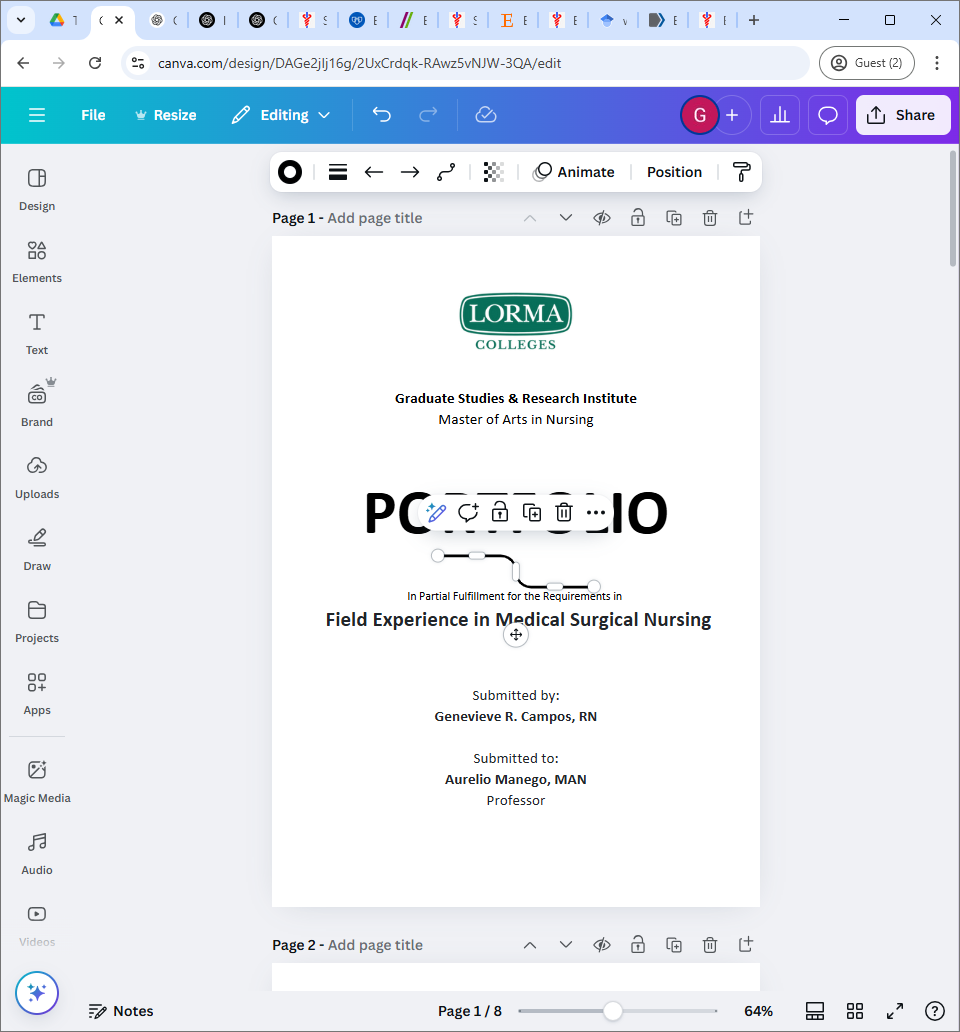 canva.com/design/DAGe2jIj16g/2UxCrdqk-RAwz5vNJW-3QA/edit
Guest (2)
File
Resize
Editing
G
Share
Animate
Position
Design
Elements
Text
Brand
Uploads
Draw
Projects
Apps
Magic Media
Audio
Videos
Page 1 - Add page title
LORMA
COLLEGES
Graduate Studies & Research Institute
Master of Arts in Nursing
PORTFOLIO
In Partial Fulfillment for the Requirements in
Field Experience in Medical Surgical Nursing
Submitted by:
Genevieve R. Campos, RN
Submitted to:
Aurelio Manego, MAN
Professor
Page 2 - Add page title
Notes
Page 1 / 8
64%